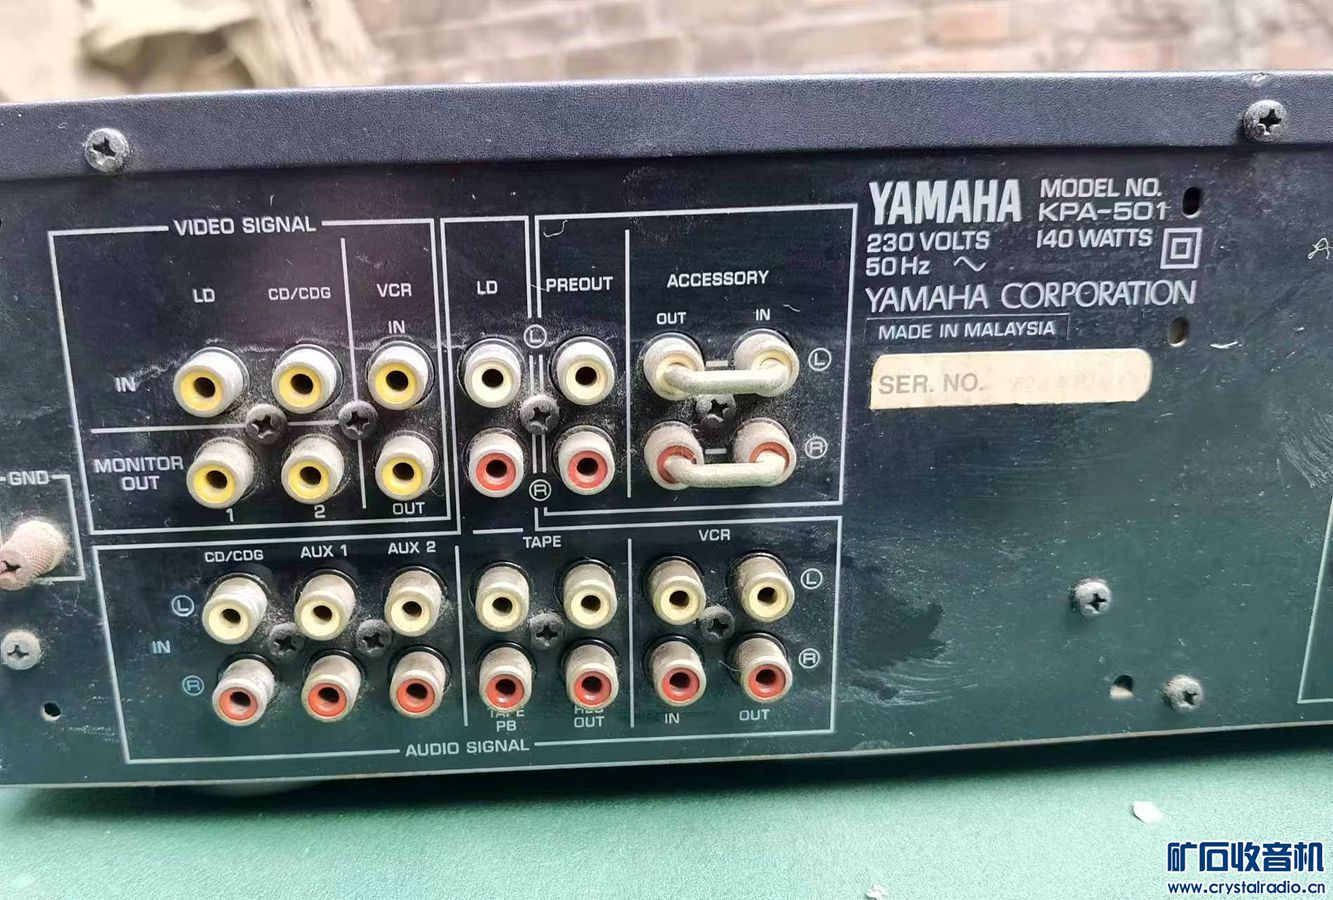 VIDEO SIGNAL
LD
CD/CDG
VCR
IN
IN
MONITOR
OUT
1
2
OUT
GND
LD
PREOUT
ACCESSORY
OUT
IN
L
L
R
R
YAMAHA
MODEL NO.
KPA-501
230 VOLTS
140 WATTS
50 Hz ~
YAMAHA CORPORATION
MADE IN MALAYSIA
SER. NO.
CD/CDG
AUX 1
AUX 2
TAPE
VCR
L
L
IN
R
R
TAPE
PB
REC
OUT
IN
OUT
AUDIO SIGNAL
矿石收音机
www.crystalradio.cn